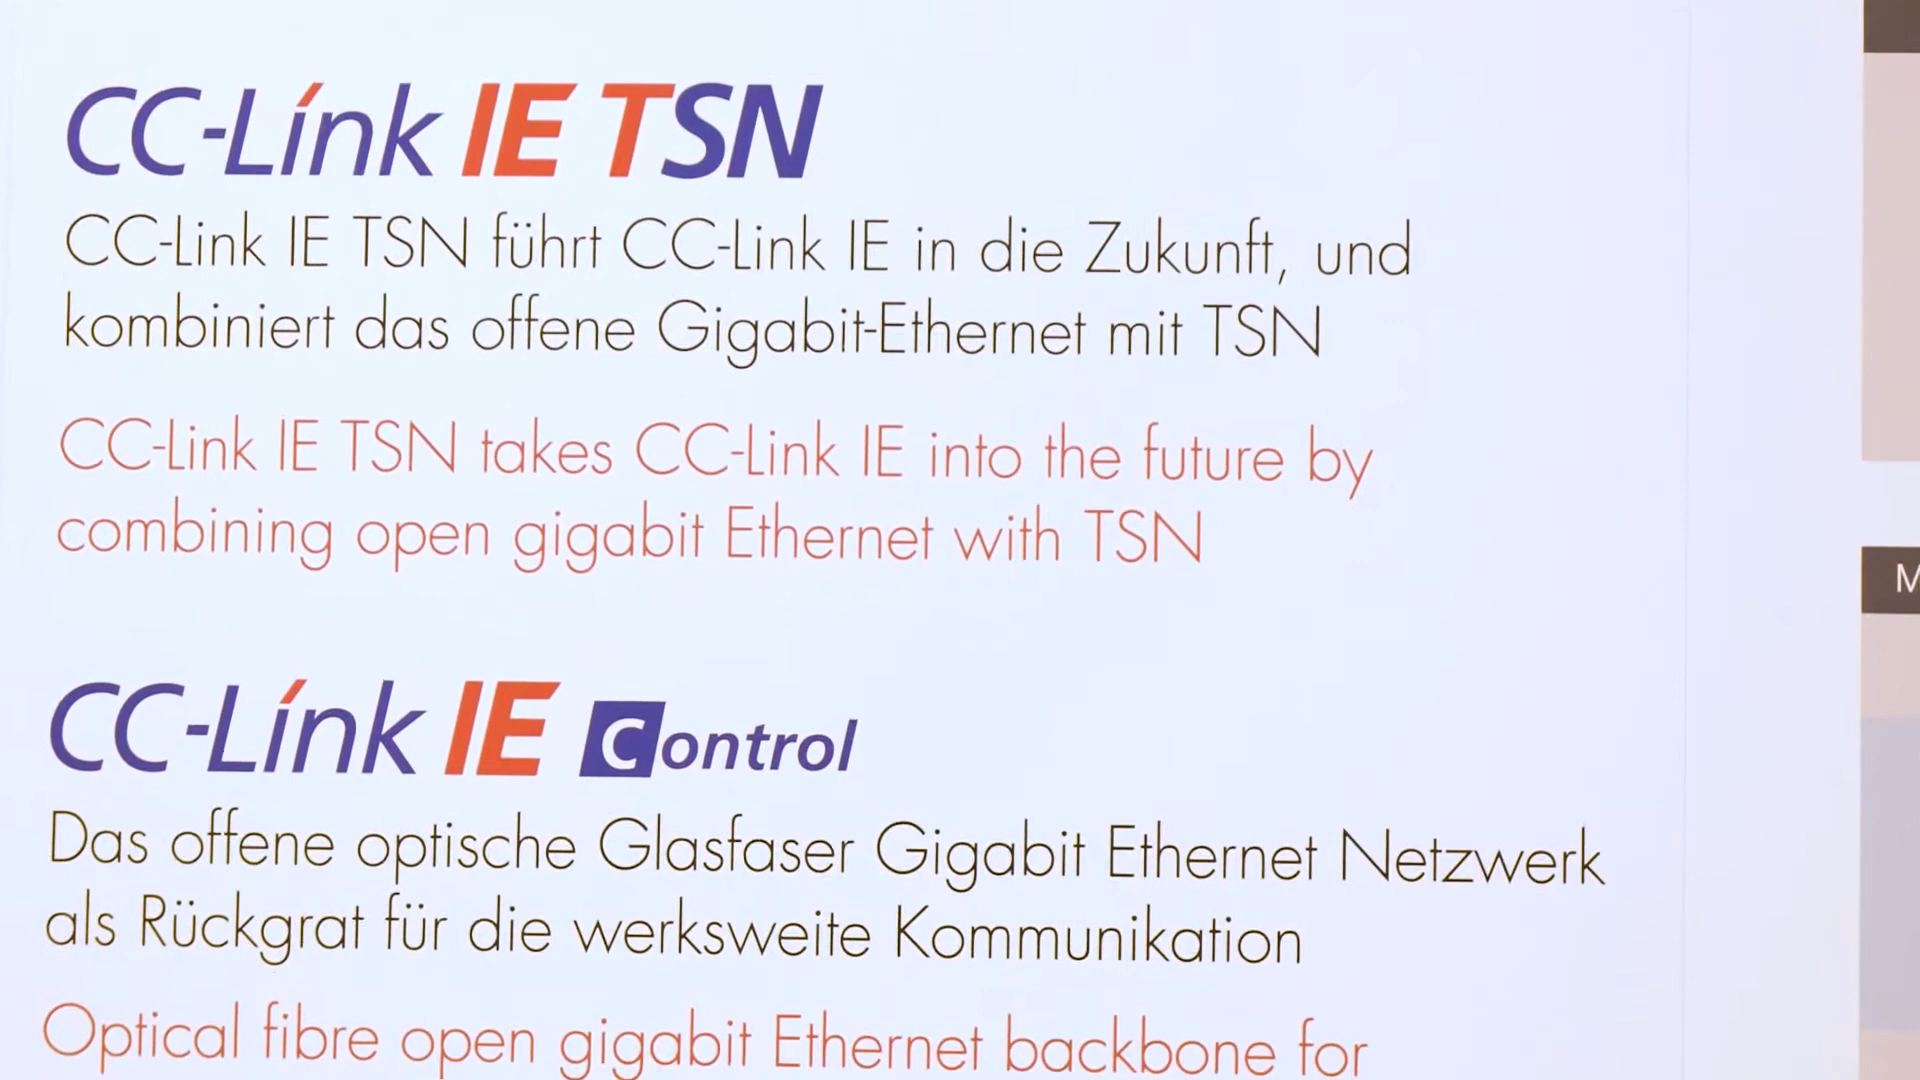 CC-Link IE TSN
CC-Link IE TSN führt CC-Link IE in die Zukunft, und
kombiniert das offene Gigabit-Ethernet mit TSN
CC-Link IE TSN takes CC-Link IE into the future by
combining open gigabit Ethernet with TSN
M
CC-Link IE Control
Das offene optische Glasfaser Gigabit Ethernet Netzwerk
als Rückgrat für die werksweite Kommunikation
Optical fibre open gigabit Ethernet backbone for